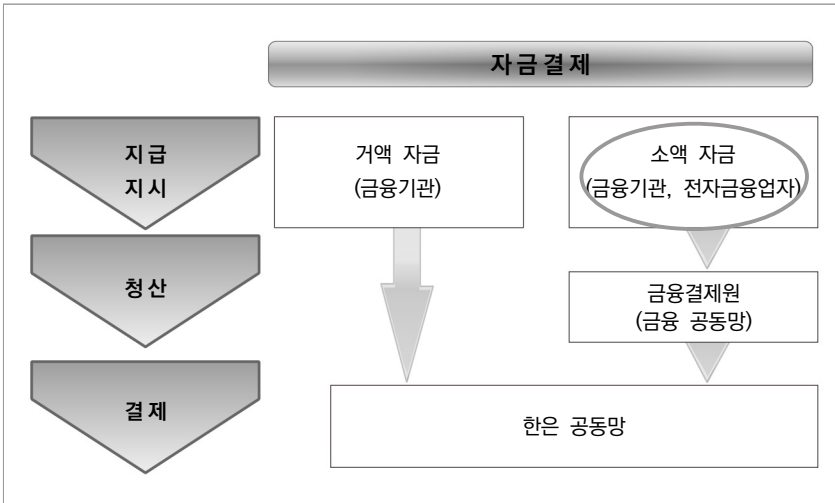 자금결제
지급
지시
거액 자금
(금융기관)
소액 자금
(금융기관, 전자금융업자)
청산
금융결제원
(금융 공동망)
결제
한은 공동망